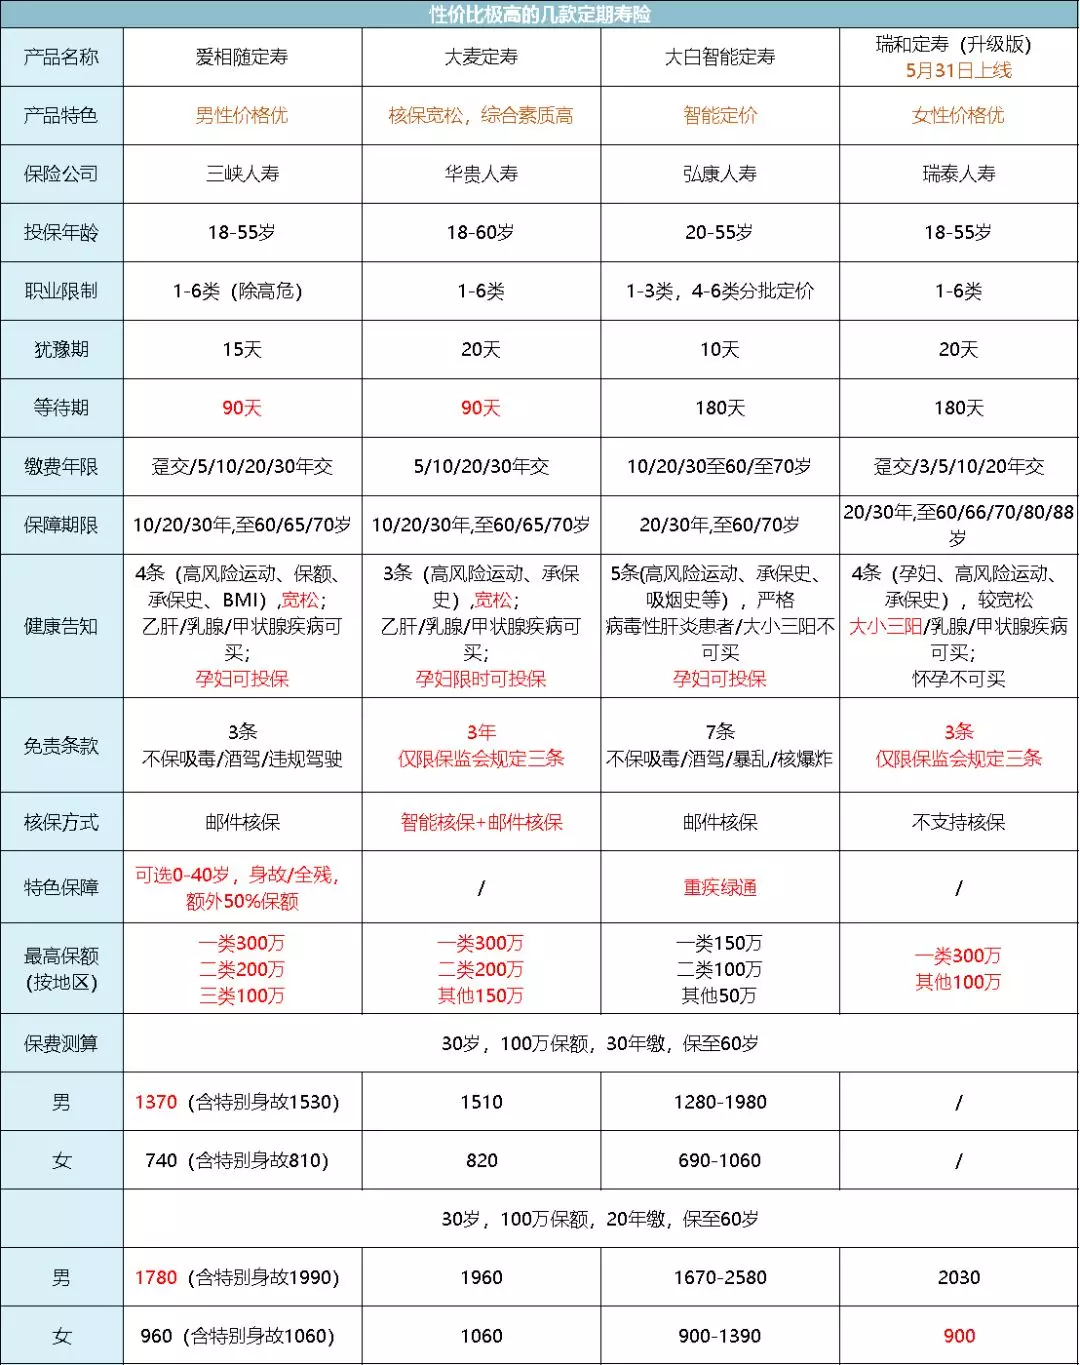 性价比极高的几款定期寿险
产品名称 爱相随定寿 大麦定寿 大白智能定寿 瑞和定寿（升级版）
5月31日上线
产品特色 男性价格优 核保宽松，综合素质高 智能定价 女性价格优
保险公司 三峡人寿 华贵人寿 弘康人寿 瑞泰人寿
投保年龄 18-55岁 18-60岁 20-55岁 18-55岁
职业限制 1-6类（除高危） 1-6类 1-3类，4-6类分批定价 1-6类
犹豫期 15天 20天 10天 20天
等待期 90天 90天 180天 180天
缴费年限 趸交/5/10/20/30年交 5/10/20/30年交 10/20/30至60/至70岁 趸交/3/5/10/20年交
保障期限 10/20/30年,至60/65/70岁 10/20/30年,至60/65/70岁 20/30年,至60/70岁 20/30年,至60/66/70/80/88
岁
健康告知
4条（高风险运动、保额、
承保史、BMI）,宽松；
乙肝/乳腺/甲状腺疾病可
买；
孕妇可投保
3条（高风险运动、承保
史）,宽松；
乙肝/乳腺/甲状腺疾病可
买；
孕妇限时可投保
5条(高风险运动、承保史、
吸烟史等），严格
病毒性肝炎患者/大小三阳不
可买
孕妇可投保
4条（孕妇、高风险运动、
承保史），较宽松
大小三阳/乳腺/甲状腺疾病
可买；
怀孕不可买
免责条款
3条
不保吸毒/酒驾/违规驾驶
3年
仅限保监会规定三条
7条
不保吸毒/酒驾/暴乱/核爆炸
3条
仅限保监会规定三条
核保方式 邮件核保 智能核保+邮件核保 邮件核保 不支持核保
特色保障
可选0-40岁，身故/全残，
额外50%保额
/
重疾绿通
/
最高保额
(按地区)
一类300万
二类200万
三类100万
一类300万
二类200万
其他150万
一类150万
二类100万
其他50万
一类300万
其他100万
保费测算 30岁，100万保额，30年缴，保至60岁
男 1370（含特别身故1530) 1510 1280-1980 /
女 740（含特别身故810) 820 690-1060 /
30岁，100万保额，20年缴，保至60岁
男 1780（含特别身故1990) 1960 1670-2580 2030
女 960（含特别身故1060) 1060 900-1390 900